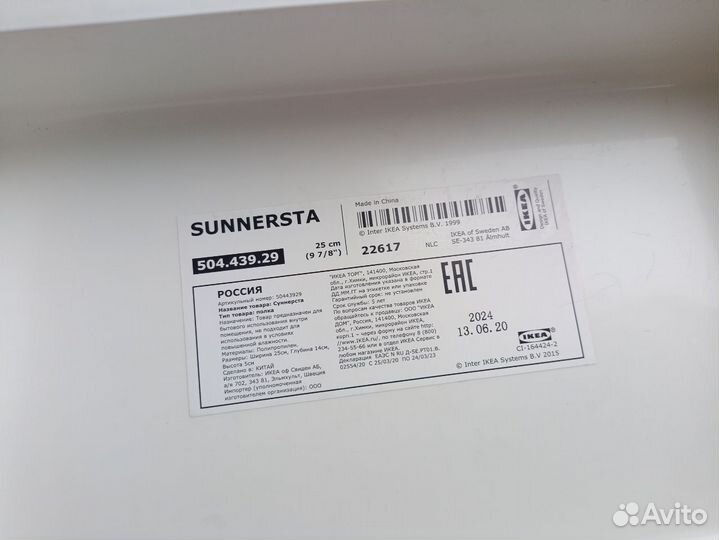 SUNNERSTA
504.439.29
25 cm
(9 7/8")
Made in China
© Inter IKEA Systems B.V. 1999
22617
NLC
IKEA of Sweden AB
SE-343 81 Älmhult
IKEA
Design and Quality
IKEA of Sweden
РОССИЯ
Артикульный номер: 50443929
Название товара: Суннерста
Тип товара: полка
Назначение: Товар предназначен для
бытового использования внутри
помещения, не подходит для
использования в условиях
повышенной влажности.
Материалы: Полипропилен,
Размеры: Ширина 25см, Глубина 14см,
Высота 5см
Сделано в: КИТАЙ
Изготовитель: ИКЕА оф Свиден АБ,
а/я 702, 343 81, Эльмхульт, Швеция
Импортер (уполномоченная
изготовителем организация): ООО
"ИКЕА ТОРГ", 141400, Московская
обл., г.Химки, микрорайон ИКЕА, стр.1
Дата изготовления указана в формате
ДД.ММ.ГГ на этикетке или упаковке
Гарантийный срок: не установлен
Срок службы: 5 лет
По вопросам качества товаров ИКЕА
обращайтесь к продавцу: ООО "ИКЕА
ДОМ", Россия, 141400, Московская
обл., г.Химки, микрорайон ИКЕА,
корп.1 – через форму на сайте http:
//www.IKEA.ru/, по телефону 8 (800)
234-55-66 или в отдел ИКЕА Сервис в
любом магазине ИКЕА.
Декларация ЕАЭС N RU Д-SE.РТ01.В.
02554/20 С 25/03/20 ПО 24/03/23
EAC
2024
13.06.20
IKEA
CI-164424-2
© Inter IKEA Systems B.V 2015
Avito